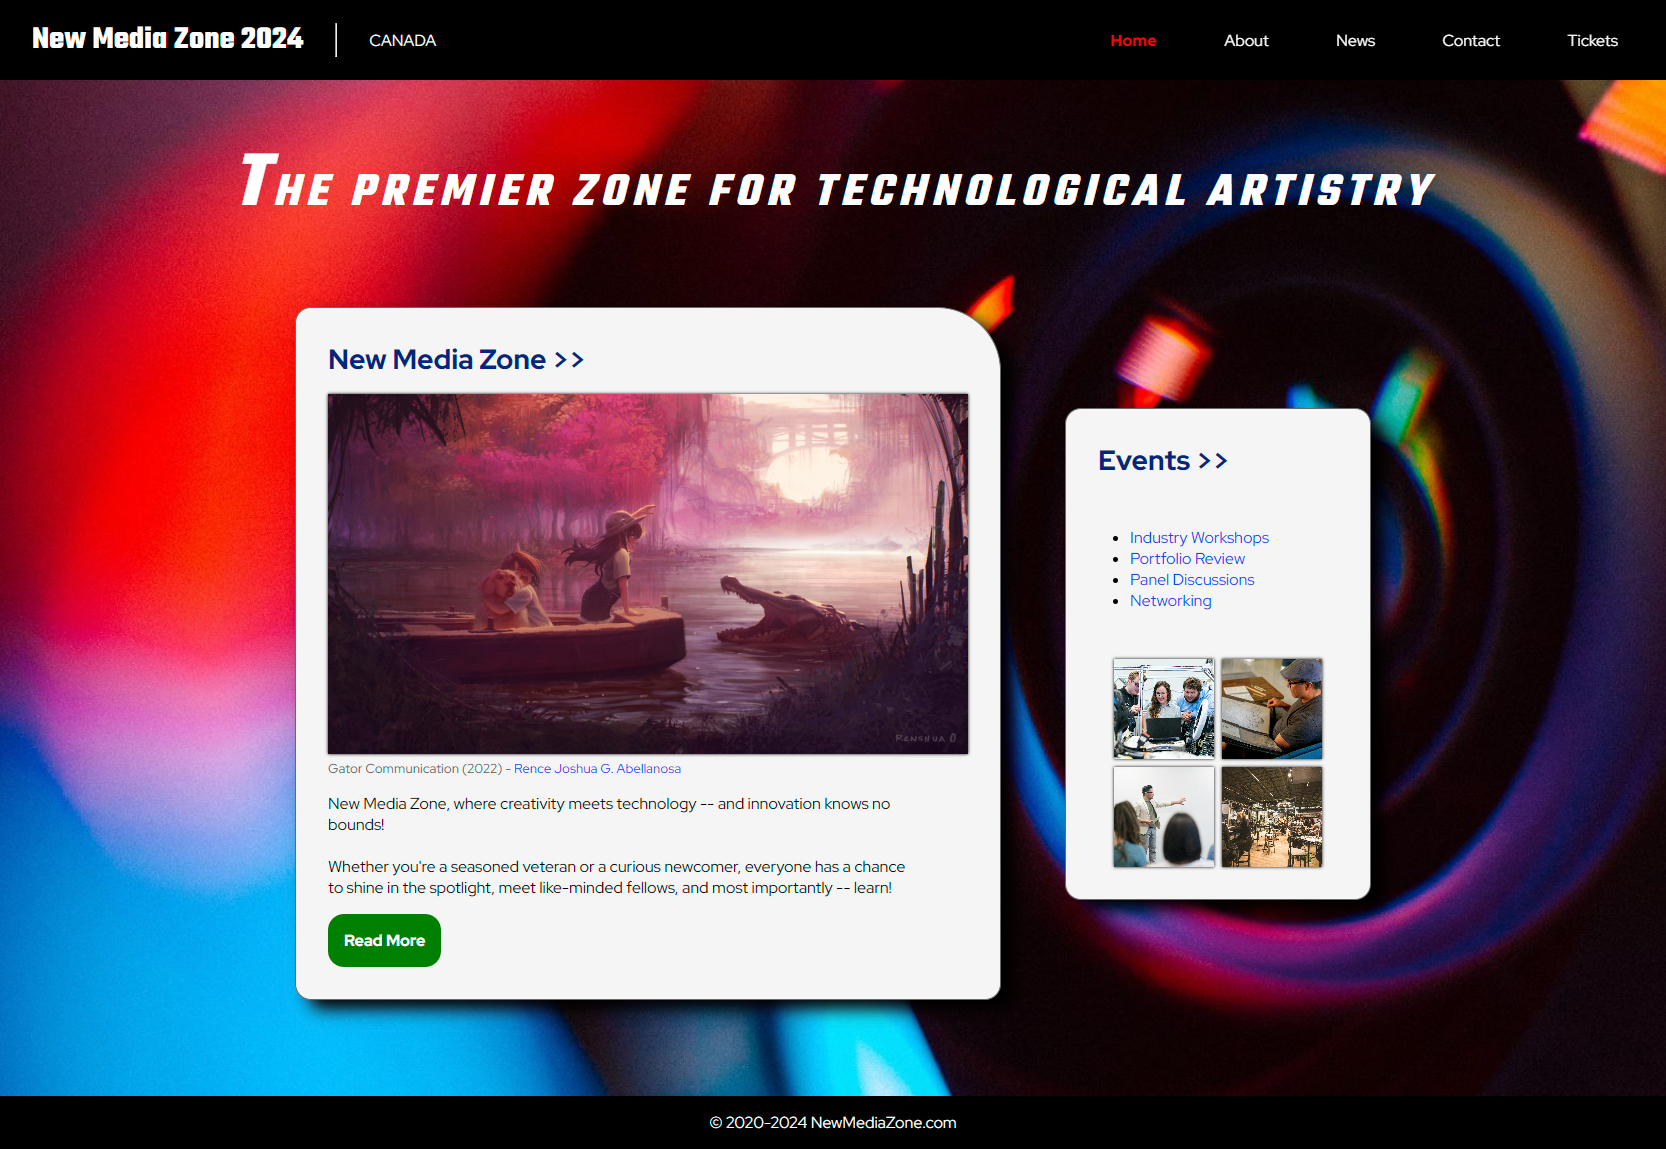 New Media Zone 2024
CANADA
Home
About
News
Contact
Tickets
THE PREMIER ZONE FOR TECHNOLOGICAL ARTISTRY
New Media Zone >>
RENSHUA O
Gator Communication (2022) - Rence Joshua G. Abellanosa
New Media Zone, where creativity meets technology -- and innovation knows no
bounds!
Whether you're a seasoned veteran or a curious newcomer, everyone has a chance
to shine in the spotlight, meet like-minded fellows, and most importantly -- learn!
Read More
Events >>
Industry Workshops
Portfolio Review
Panel Discussions
Networking
© 2020-2024 NewMediaZone.com